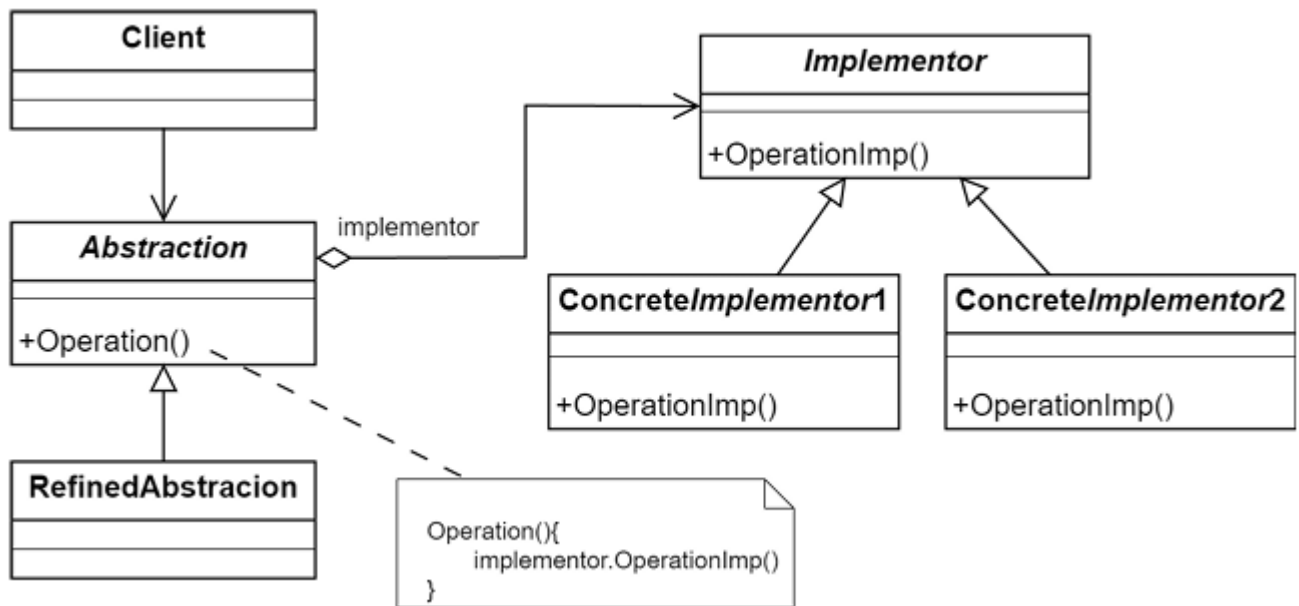 Client
Implementor
+OperationImp()
implementor
Abstraction
+Operation()
ConcreteImplementor1
+OperationImp()
ConcreteImplementor2
+OperationImp()
RefinedAbstracion
Operation(){
implementor.OperationImp()
}